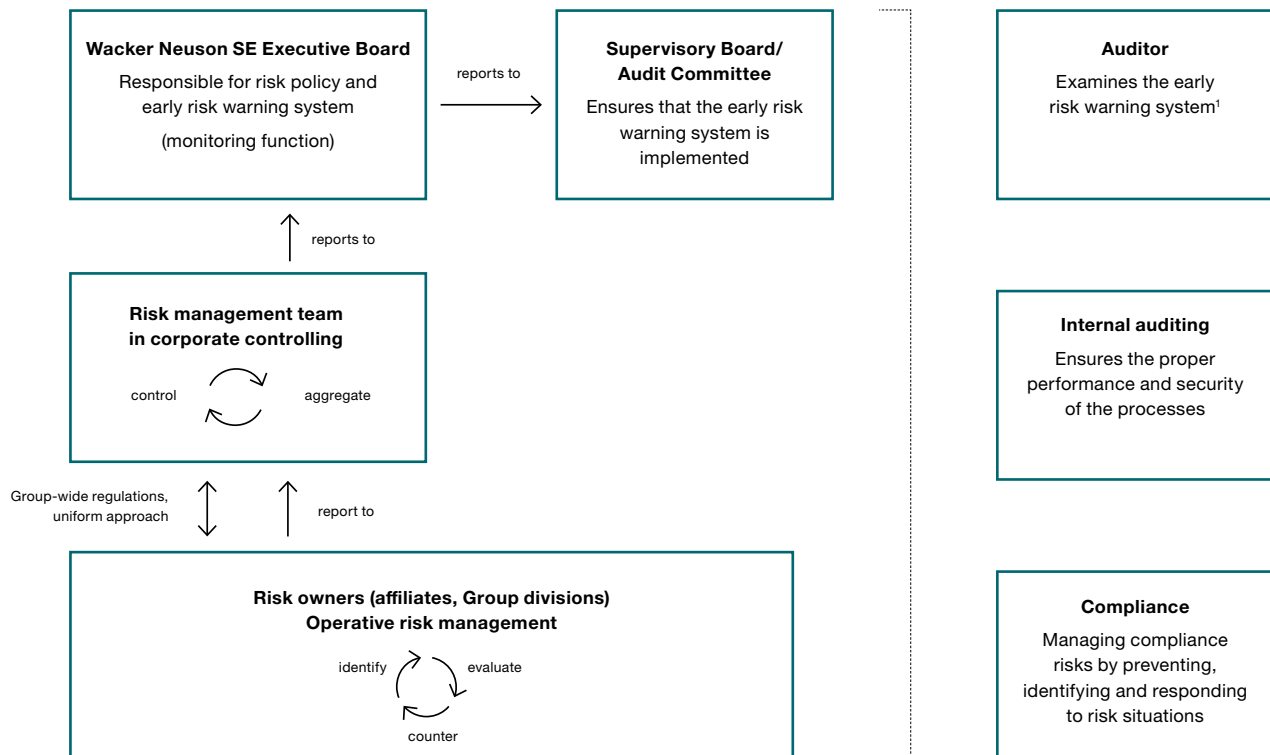 Wacker Neuson SE Executive Board
Responsible for risk policy and
early risk warning system
(monitoring function)
reports to
Supervisory Board/
Audit Committee
Ensures that the early risk
warning system is
implemented
Auditor
Examines the early
risk warning system¹
reports to
Risk management team
in corporate controlling
control
aggregate
Internal auditing
Ensures the proper
performance and security
of the processes
Group-wide regulations,
uniform approach
report to
Risk owners (affiliates, Group divisions)
Operative risk management
identify
evaluate
counter
Compliance
Managing compliance
risks by preventing,
identifying and responding
to risk situations